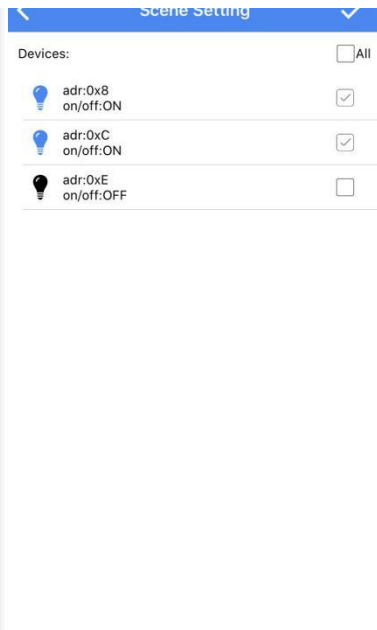 Scene Setting
Devices:
All
adr:0x8
on/off:ON
adr:0xC
on/off:ON
adr:0xE
on/off:OFF